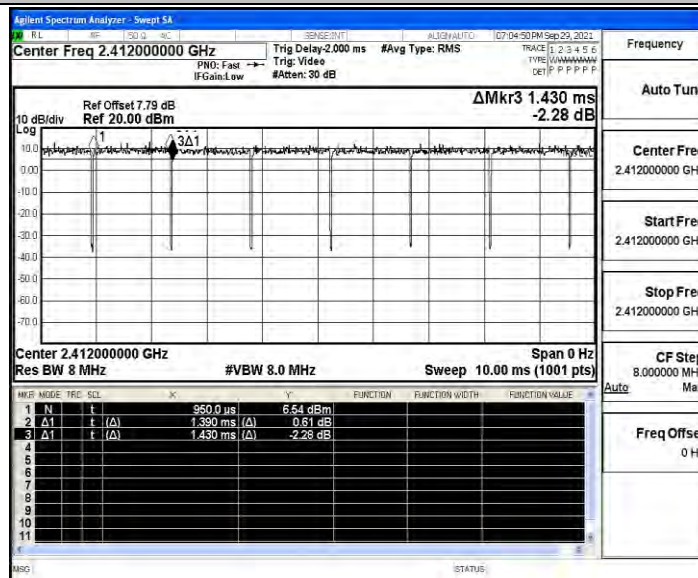 Agilent Spectrum Analyzer - Swept SA
RL RF 50 Ω AC SENSE:INT ALIGNAUTO 07:04:50PM Sep 29, 2021
Center Freq 2.412000000 GHz
PNO: Fast
IFGain:Low
Trig Delay-2.000 ms
Trig: Video
#Atten: 30 dB
#Avg Type: RMS
TRACE 1 2 3 4 5 6
TYPE WWWWWW
DET P P P P P P
Ref Offset 7.79 dB
10 dB/div Ref 20.00 dBm
ΔMkr3 1.430 ms
-2.28 dB
Log
10.0
0.00
-10.0
-20.0
-30.0
-40.0
-50.0
-60.0
-70.0
1
3Δ1
Center 2.412000000 GHz Span 0 Hz
Res BW 8 MHz #VBW 8.0 MHz Sweep 10.00 ms (1001 pts)
MKR MODE TRC SCL X Y FUNCTION FUNCTION WIDTH FUNCTION VALUE
1 N t 950.0 µs 6.54 dBm
2 Δ1 t (Δ) 1.390 ms (Δ) 0.61 dB
3 Δ1 t (Δ) 1.430 ms (Δ) -2.28 dB
4
5
6
7
8
9
10
11
MSG STATUS
Frequency
Auto Tun
Center Fre
2.412000000 GH
Start Fre
2.412000000 GH
Stop Fre
2.412000000 GH
CF Ste
8.000000 MH
Auto Ma
Freq Offse
0 H